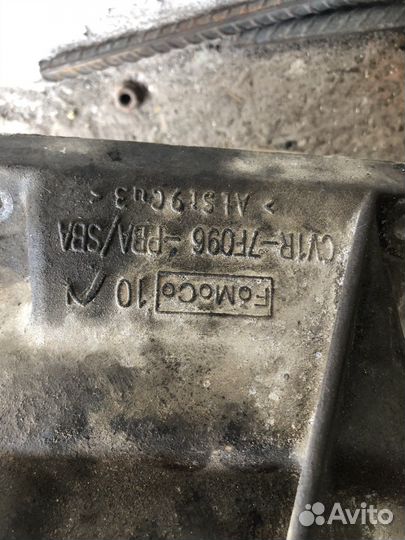 FoMoCo 10
CV1R-7F096-PBA/SBA
>AlSi9Cu3<
Avito